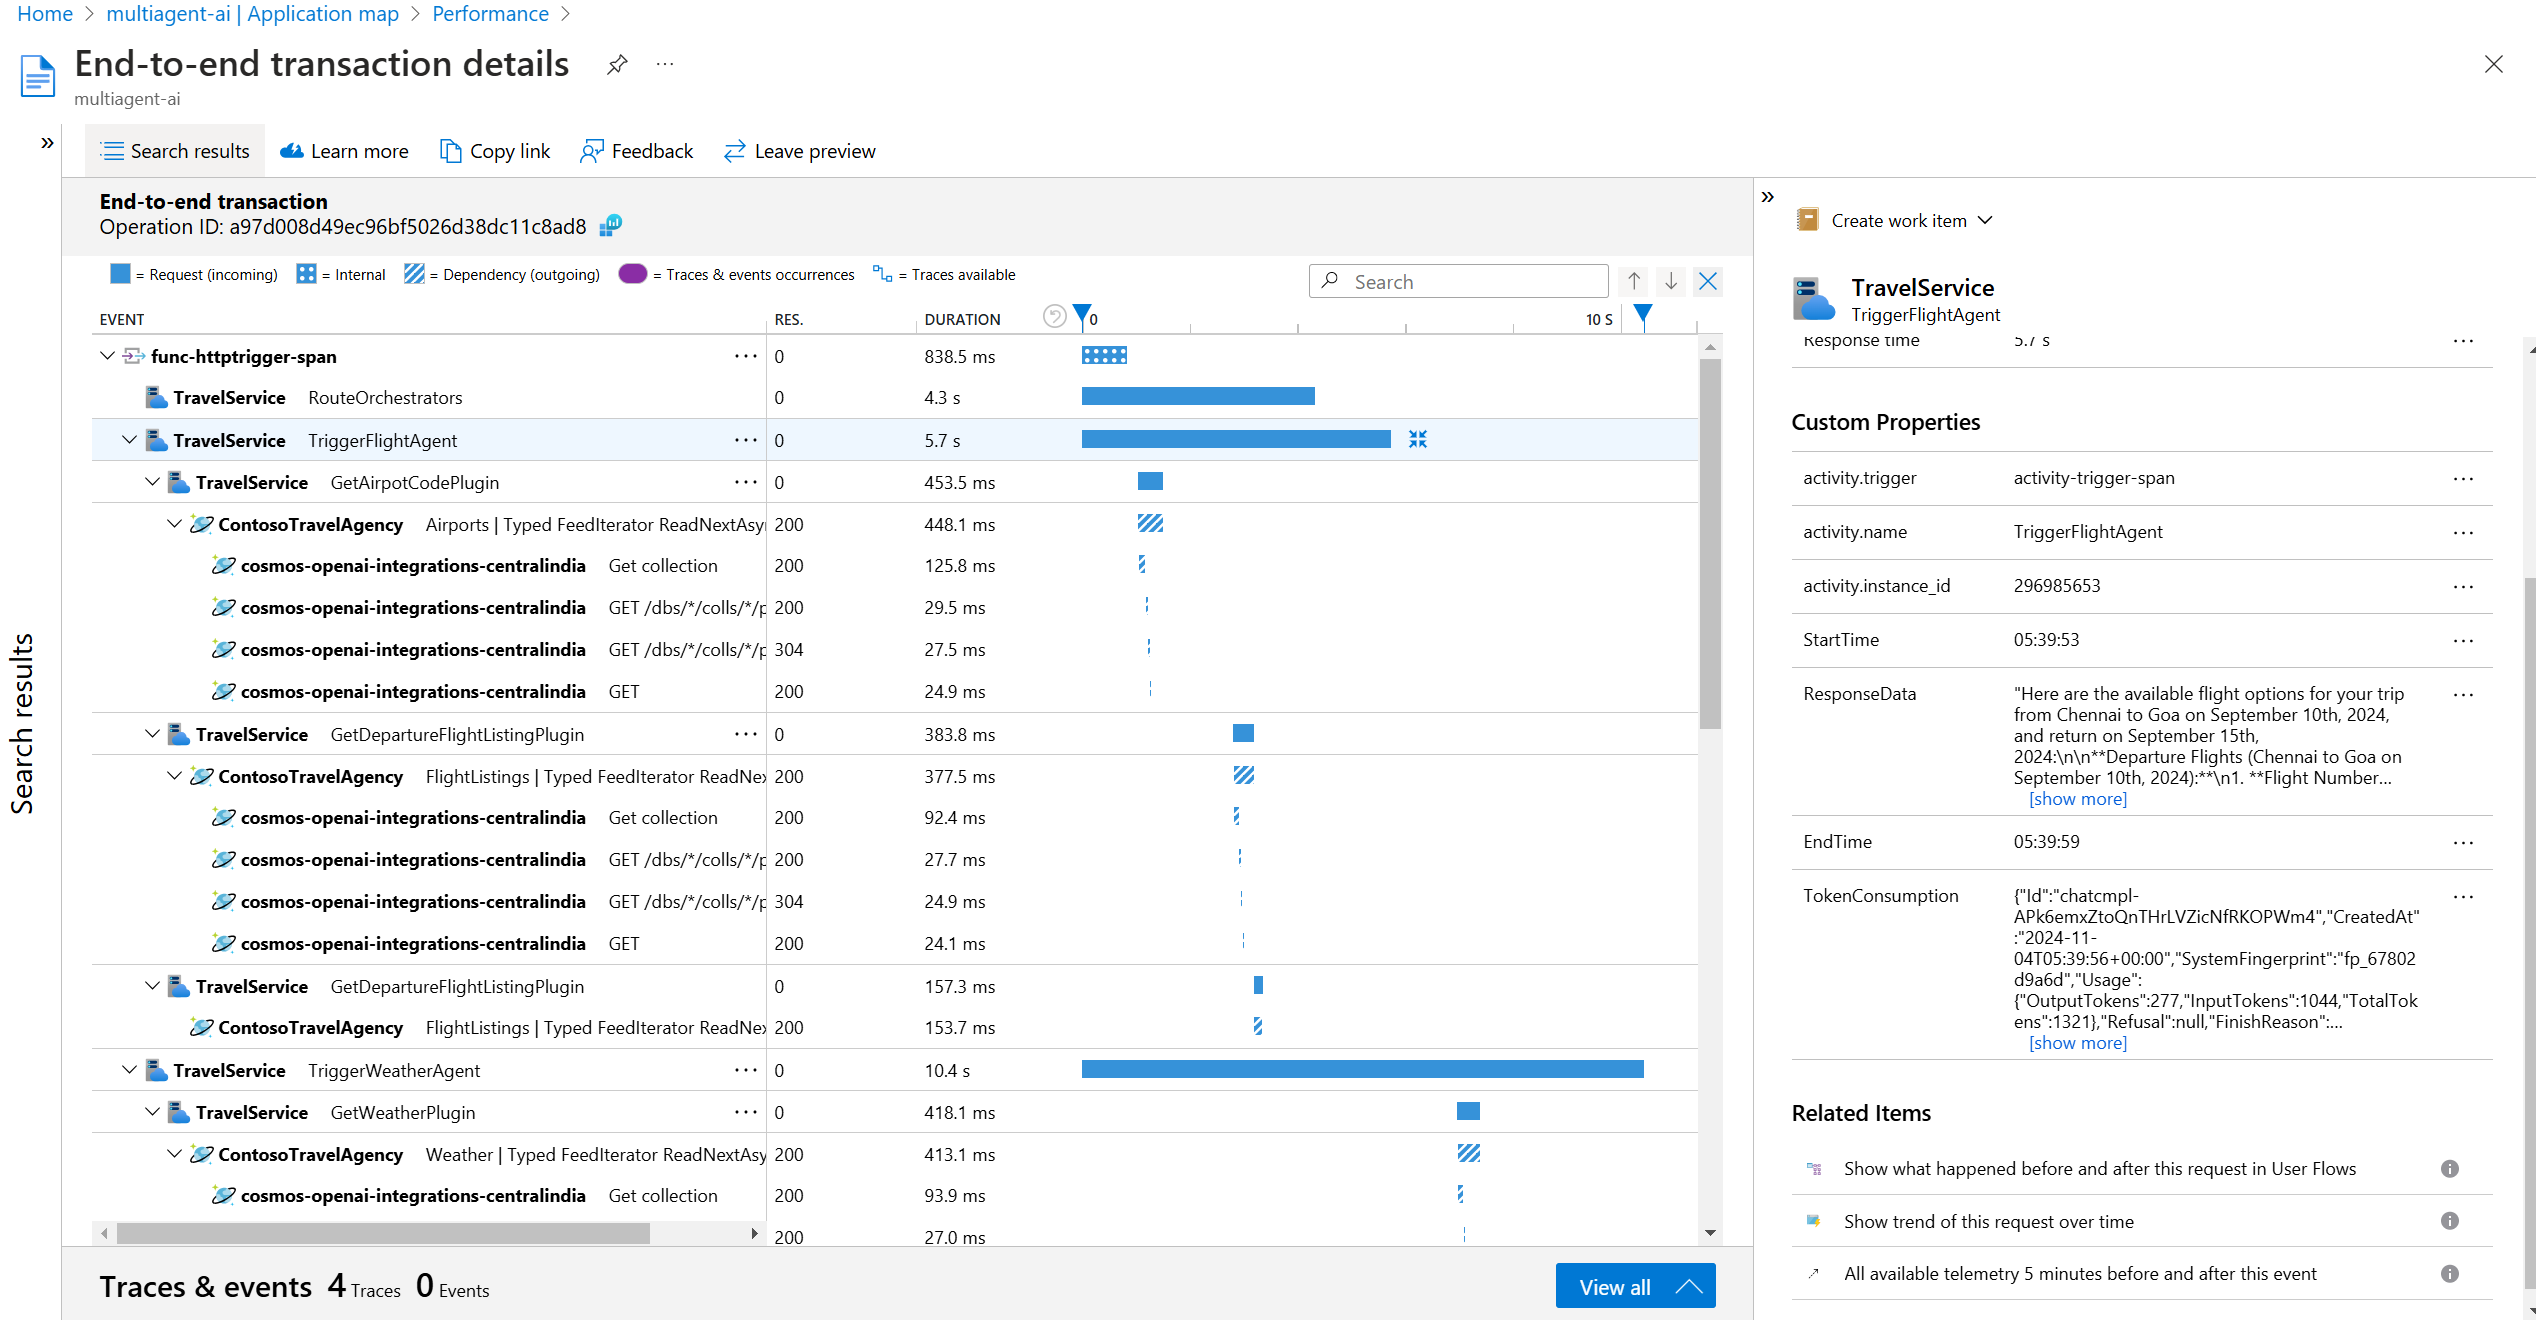 Home > multiagent-ai | Application map > Performance >
End-to-end transaction details
multiagent-ai
Search results
Learn more
Copy link
Feedback
Leave preview
Search results
End-to-end transaction
Operation ID: a97d008d49ec96bf5026d38dc11c8ad8
= Request (incoming)
= Internal
= Dependency (outgoing)
= Traces & events occurrences
= Traces available
Search
EVENT RES. DURATION 0 10 S
func-httptrigger-span ... 0 838.5 ms
TravelService RouteOrchestrators 0 4.3 s
TravelService TriggerFlightAgent ... 0 5.7 s
TravelService GetAirpotCodePlugin ... 0 453.5 ms
ContosoTravelAgency Airports | Typed FeedIterator ReadNextAsy 200 448.1 ms
cosmos-openai-integrations-centralindia Get collection 200 125.8 ms
cosmos-openai-integrations-centralindia GET /dbs/*/colls/*/p 200 29.5 ms
cosmos-openai-integrations-centralindia GET /dbs/*/colls/*/p 304 27.5 ms
cosmos-openai-integrations-centralindia GET 200 24.9 ms
TravelService GetDepartureFlightListingPlugin ... 0 383.8 ms
ContosoTravelAgency FlightListings | Typed FeedIterator ReadNex 200 377.5 ms
cosmos-openai-integrations-centralindia Get collection 200 92.4 ms
cosmos-openai-integrations-centralindia GET /dbs/*/colls/*/p 200 27.7 ms
cosmos-openai-integrations-centralindia GET /dbs/*/colls/*/p 304 24.9 ms
cosmos-openai-integrations-centralindia GET 200 24.1 ms
TravelService GetDepartureFlightListingPlugin 0 157.3 ms
ContosoTravelAgency FlightListings | Typed FeedIterator ReadNex 200 153.7 ms
TravelService TriggerWeatherAgent ... 0 10.4 s
TravelService GetWeatherPlugin ... 0 418.1 ms
ContosoTravelAgency Weather | Typed FeedIterator ReadNextAsy 200 413.1 ms
cosmos-openai-integrations-centralindia Get collection 200 93.9 ms
200 27.0 ms
Traces & events 4 Traces 0 Events
View all
Create work item
TravelService
TriggerFlightAgent
Response time 5.7 s ...
Custom Properties
activity.trigger activity-trigger-span ...
activity.name TriggerFlightAgent ...
activity.instance_id 296985653 ...
StartTime 05:39:53 ...
ResponseData "Here are the available flight options for your trip ...
from Chennai to Goa on September 10th, 2024,
and return on September 15th,
2024:\n\n**Departure Flights (Chennai to Goa on
September 10th, 2024):**\n1. **Flight Number...
[show more]
EndTime 05:39:59 ...
TokenConsumption {"Id":"chatcmpl- ...
APk6emxZtoQnTHrLVZicNfRKOPWm4","CreatedAt"
:"2024-11-
04T05:39:56+00:00","SystemFingerprint":"fp_67802
d9a6d","Usage":
{"OutputTokens":277,"InputTokens":1044,"TotalTok
ens":1321},"Refusal":null,"FinishReason":...
[show more]
Related Items
Show what happened before and after this request in User Flows
Show trend of this request over time
All available telemetry 5 minutes before and after this event